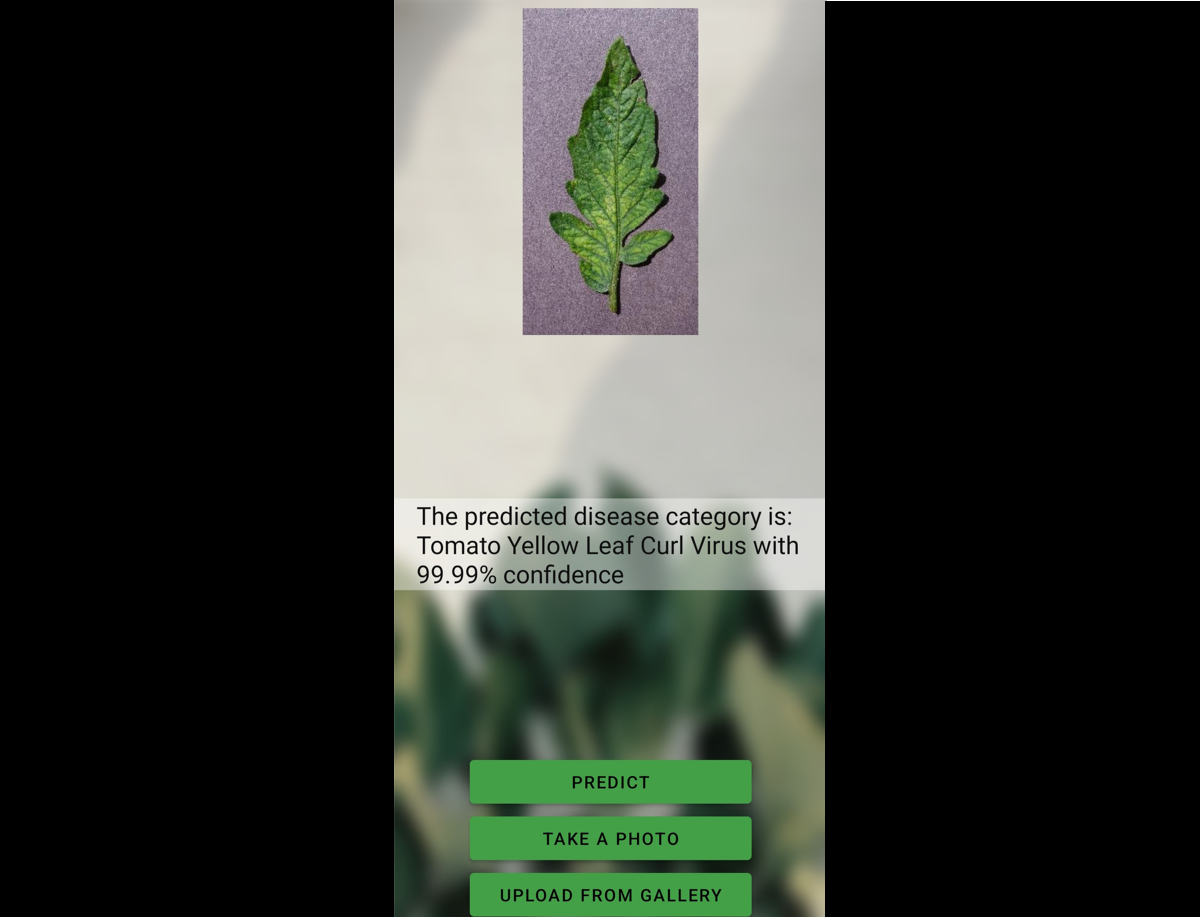 The predicted disease category is:
Tomato Yellow Leaf Curl Virus with
99.99% confidence
PREDICT
TAKE A PHOTO
UPLOAD FROM GALLERY